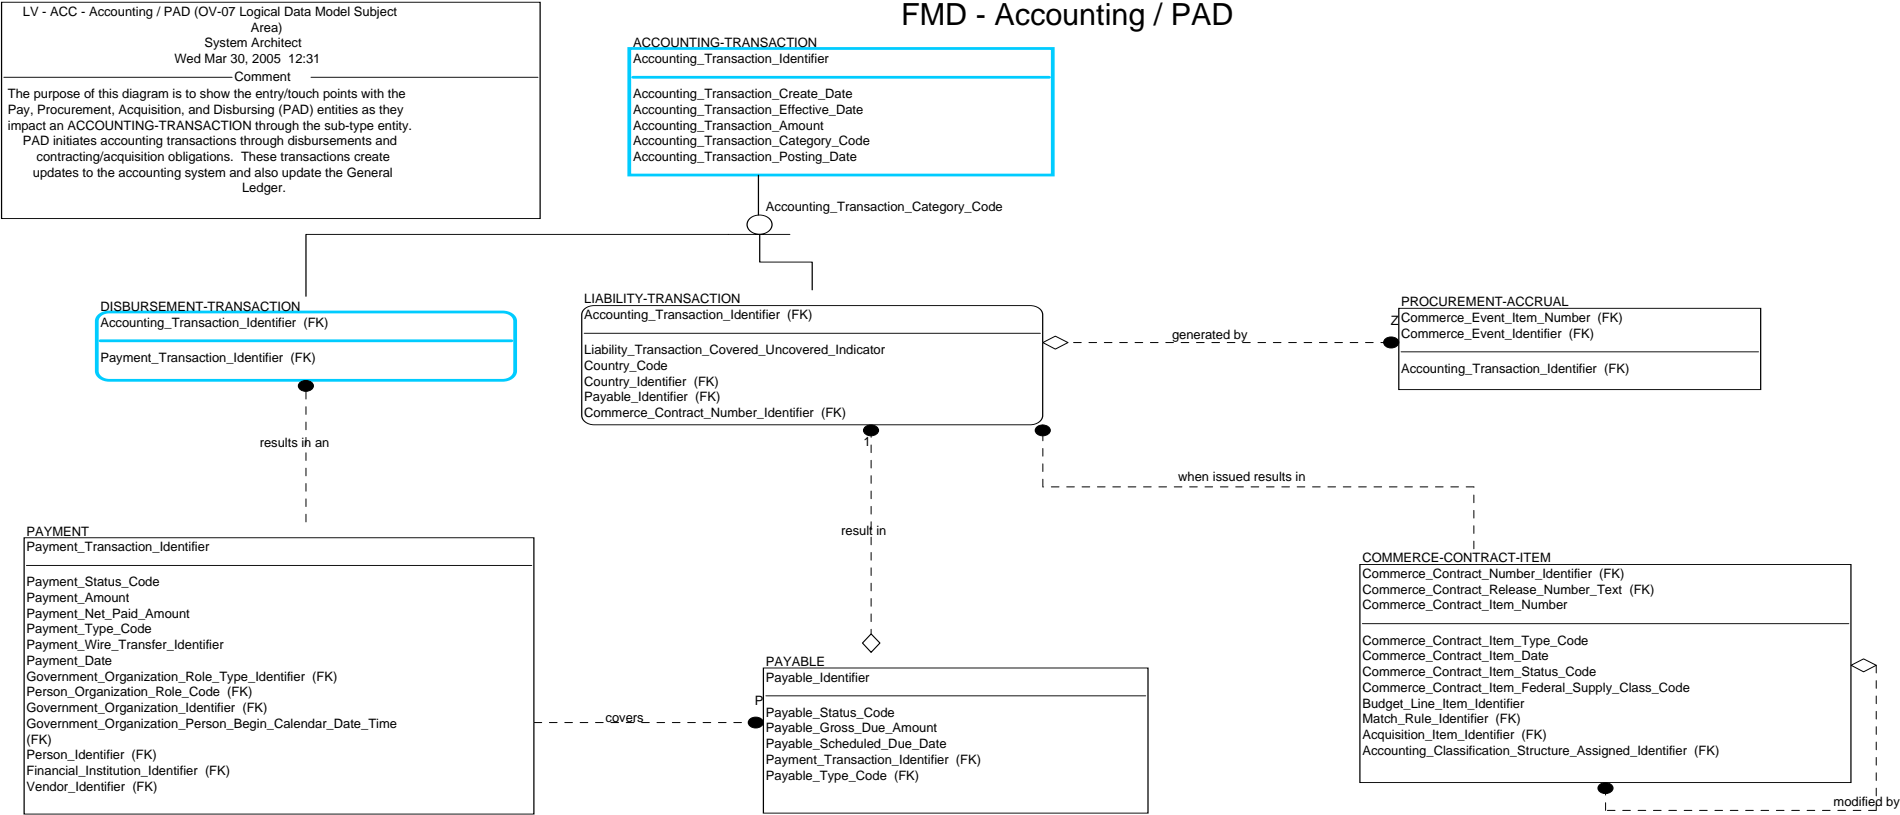 FMD - Accounting / PAD
LV - ACC - Accounting / PAD (OV-07 Logical Data Model Subject
Area)
System Architect
Wed Mar 30, 2005  12:31
Comment
The purpose of this diagram is to show the entry/touch points with the
Pay, Procurement, Acquisition, and Disbursing (PAD) entities as they
impact an ACCOUNTING-TRANSACTION through the sub-type entity.
PAD initiates accounting transactions through disbursements and
contracting/acquisition obligations.  These transactions create
updates to the accounting system and also update the General
Ledger.
ACCOUNTING-TRANSACTION
Accounting_Transaction_Identifier
Accounting_Transaction_Create_Date
Accounting_Transaction_Effective_Date
Accounting_Transaction_Amount
Accounting_Transaction_Category_Code
Accounting_Transaction_Posting_Date
Accounting_Transaction_Category_Code
DISBURSEMENT-TRANSACTION
Accounting_Transaction_Identifier  (FK)
Payment_Transaction_Identifier  (FK)
LIABILITY-TRANSACTION
Accounting_Transaction_Identifier  (FK)
Liability_Transaction_Covered_Uncovered_Indicator
Country_Code
Country_Identifier  (FK)
Payable_Identifier  (FK)
Commerce_Contract_Number_Identifier  (FK)
generated by
Z
PROCUREMENT-ACCRUAL
Commerce_Event_Item_Number  (FK)
Commerce_Event_Identifier  (FK)
Accounting_Transaction_Identifier  (FK)
results in an
1
result in
when issued results in
PAYMENT
Payment_Transaction_Identifier
Payment_Status_Code
Payment_Amount
Payment_Net_Paid_Amount
Payment_Type_Code
Payment_Wire_Transfer_Identifier
Payment_Date
Government_Organization_Role_Type_Identifier  (FK)
Person_Organization_Role_Code  (FK)
Government_Organization_Identifier  (FK)
Government_Organization_Person_Begin_Calendar_Date_Time
(FK)
Person_Identifier  (FK)
Financial_Institution_Identifier  (FK)
Vendor_Identifier  (FK)
covers
P
PAYABLE
Payable_Identifier
Payable_Status_Code
Payable_Gross_Due_Amount
Payable_Scheduled_Due_Date
Payment_Transaction_Identifier  (FK)
Payable_Type_Code  (FK)
COMMERCE-CONTRACT-ITEM
Commerce_Contract_Number_Identifier  (FK)
Commerce_Contract_Release_Number_Text  (FK)
Commerce_Contract_Item_Number
Commerce_Contract_Item_Type_Code
Commerce_Contract_Item_Date
Commerce_Contract_Item_Status_Code
Commerce_Contract_Item_Federal_Supply_Class_Code
Budget_Line_Item_Identifier
Match_Rule_Identifier  (FK)
Acquisition_Item_Identifier  (FK)
Accounting_Classification_Structure_Assigned_Identifier  (FK)
modified by